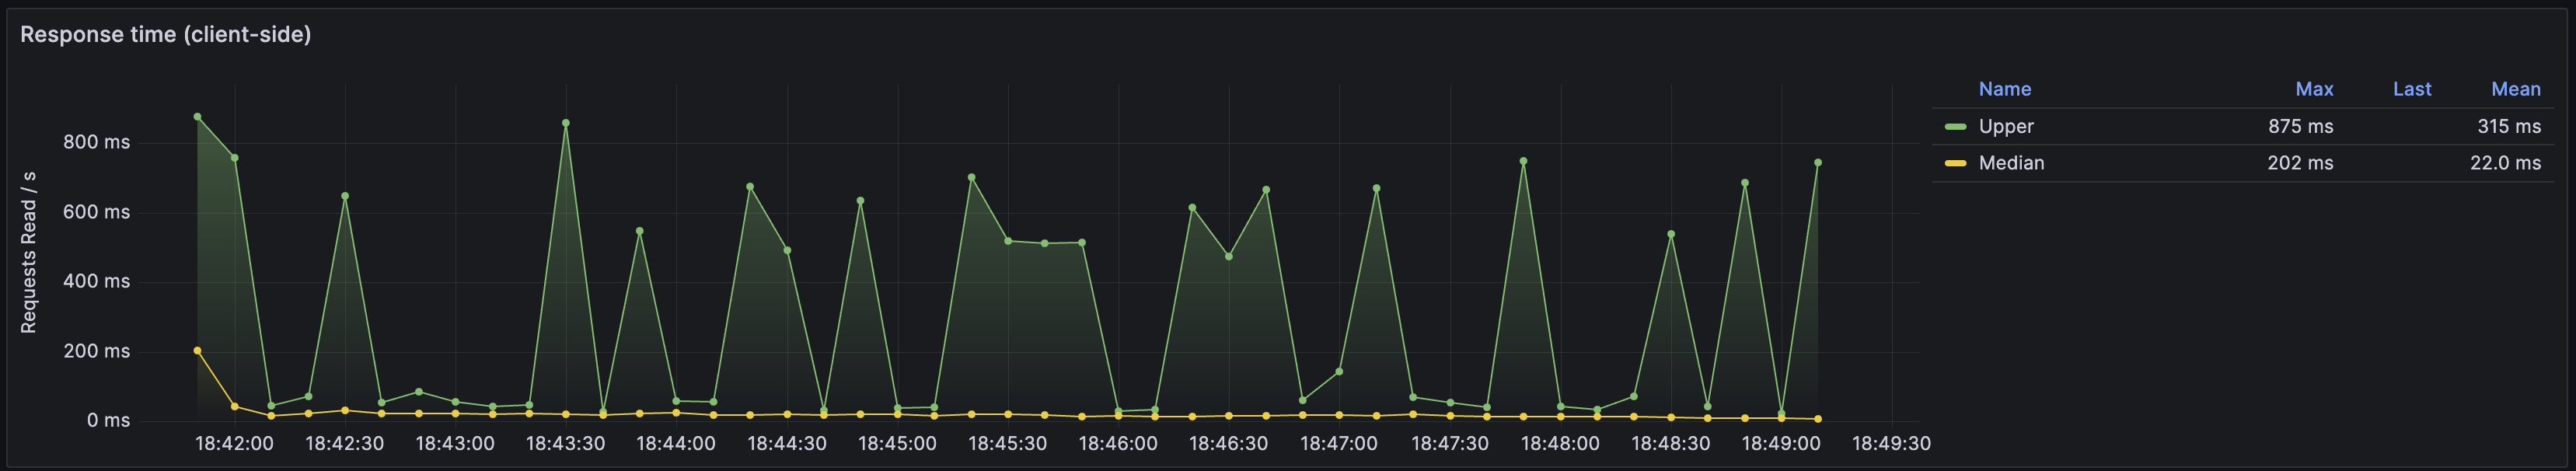 Response time (client-side)
Requests Read / s
800 ms
600 ms
400 ms
200 ms
0 ms
18:42:00 18:42:30 18:43:00 18:43:30 18:44:00 18:44:30 18:45:00 18:45:30 18:46:00 18:46:30 18:47:00 18:47:30 18:48:00 18:48:30 18:49:00 18:49:30
Name Max Last Mean
Upper 875 ms 315 ms
Median 202 ms 22.0 ms